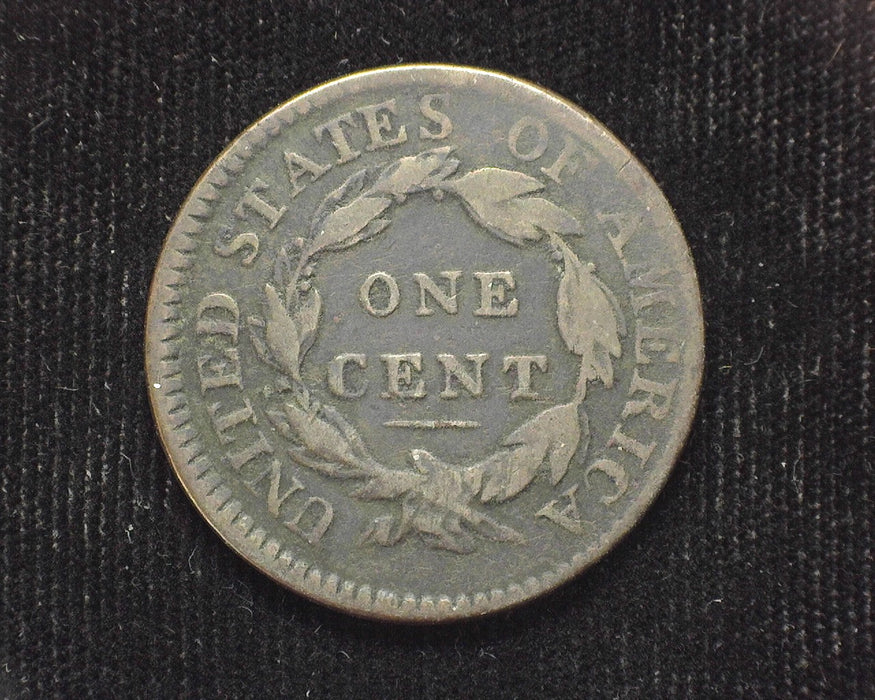 UNITED STATES OF AMERICA
ONE
CENT